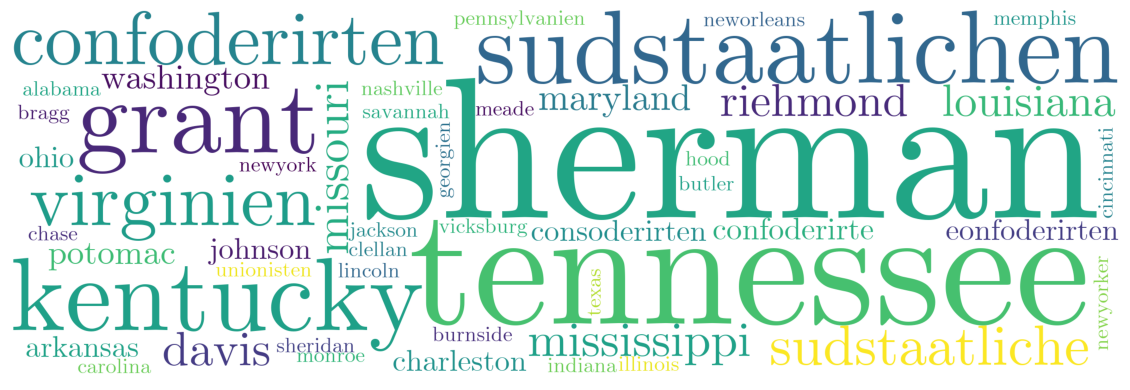 confoderirten
pennsylvanien
neworleans
memphis
sudstaatlichen
washington
alabama
nashville
maryland
riehmond
louisiana
bragg
grant
missouri
savannah
meade
sherman
ohio
newyork
georgien
hood
butler
cincinnati
virginien
chase
jackson
vicksburg
consoderirten
confoderirte
eonfoderirten
potomac
johnson
clellan
unionisten
lincoln
tennessee
kentucky
texas
newyorker
arkansas
davis
sheridan
burnside
mississippi
sudstaatliche
carolina
monroe
charleston
indiana
illinois